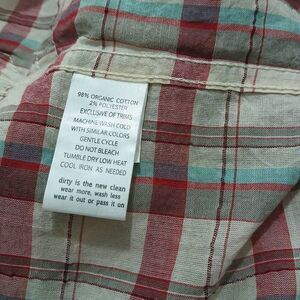 98% ORGANIC COTTON
2% POLYESTER
EXCLUSIVE OF TRIMS
MACHINE WASH COLD
WITH SIMILAR COLORS
GENTLE CYCLE
DO NOT BLEACH
TUMBLE DRY LOW HEAT
COOL IRON AS NEEDED
dirty is the new clean
wear more, wash less
wear it out or pass it on